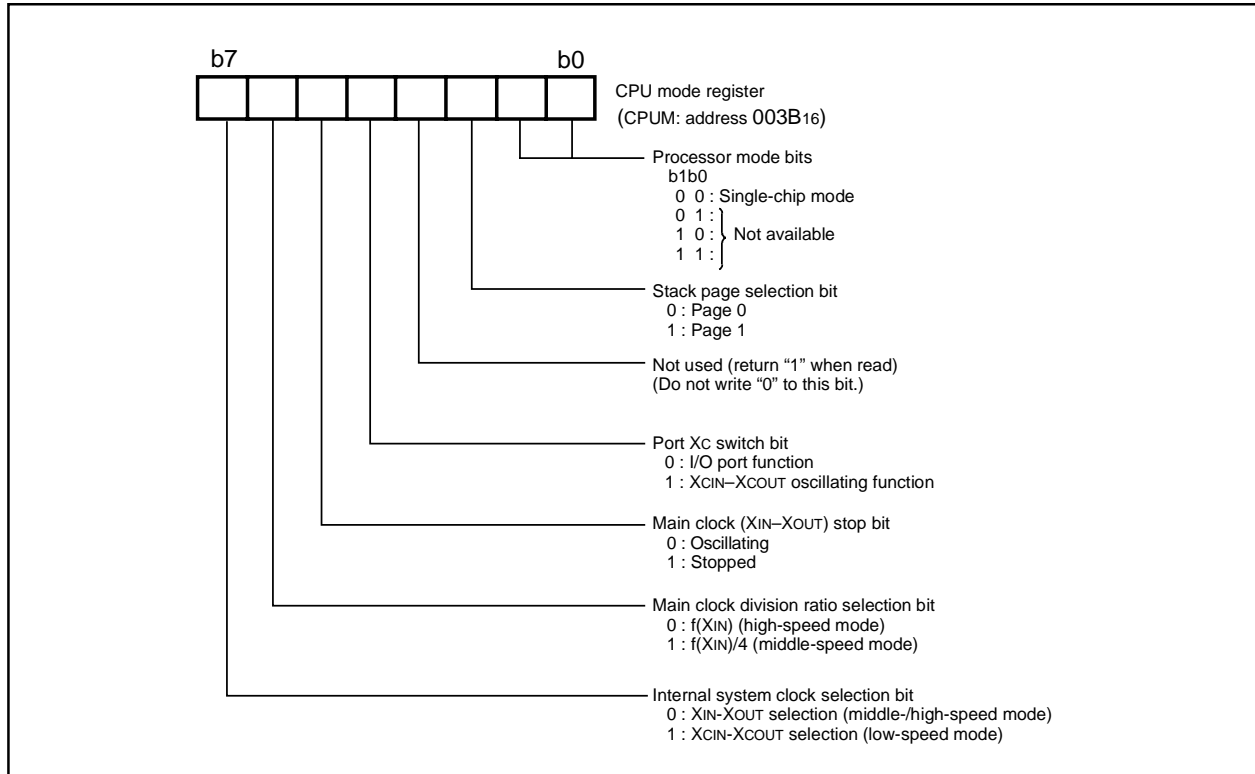 b7 b0
CPU mode register
(CPUM: address 003B16)
Processor mode bits
b1b0
0 0 : Single-chip mode
0 1 :
1 0 : Not available
1 1 :
Stack page selection bit
0 : Page 0
1 : Page 1
Not used (return “1” when read)
(Do not write “0” to this bit.)
Port XC switch bit
0 : I/O port function
1 : XCIN–XCOUT oscillating function
Main clock (XIN–XOUT) stop bit
0 : Oscillating
1 : Stopped
Main clock division ratio selection bit
0 : f(XIN) (high-speed mode)
1 : f(XIN)/4 (middle-speed mode)
Internal system clock selection bit
0 : XIN-XOUT selection (middle-/high-speed mode)
1 : XCIN-XCOUT selection (low-speed mode)